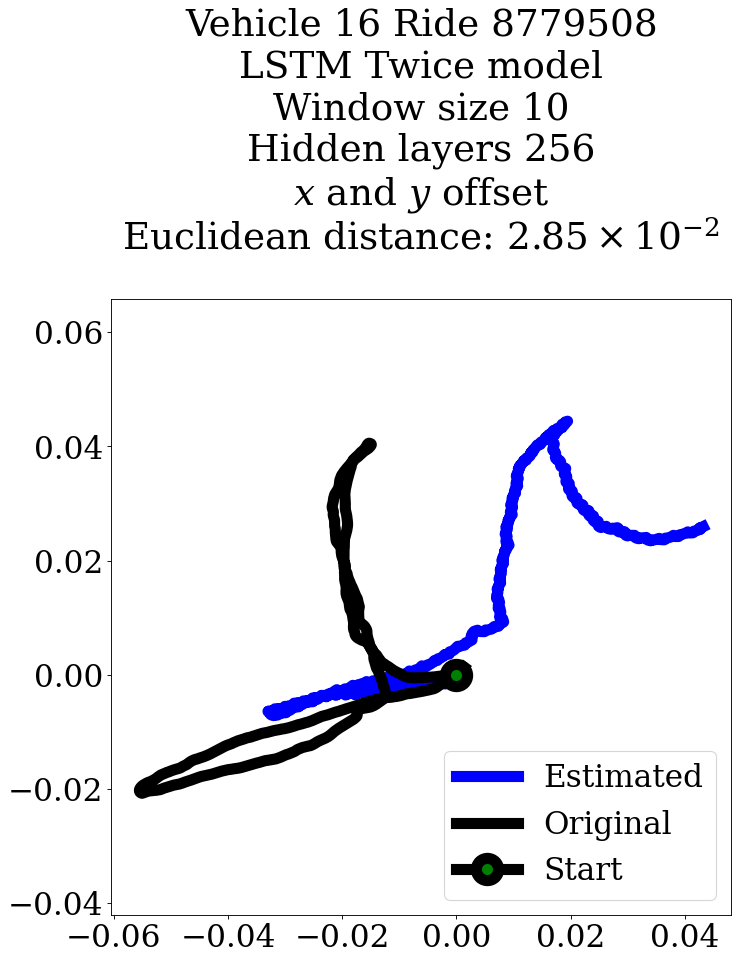 Vehicle 16 Ride 8779508
LSTM Twice model
Window size 10
Hidden layers 256
x and y offset
Euclidean distance: 2.85 × 10⁻²
0.06
0.04
0.02
0.00
−0.02
−0.04
−0.06 −0.04 −0.02 0.00 0.02 0.04
Estimated
Original
Start